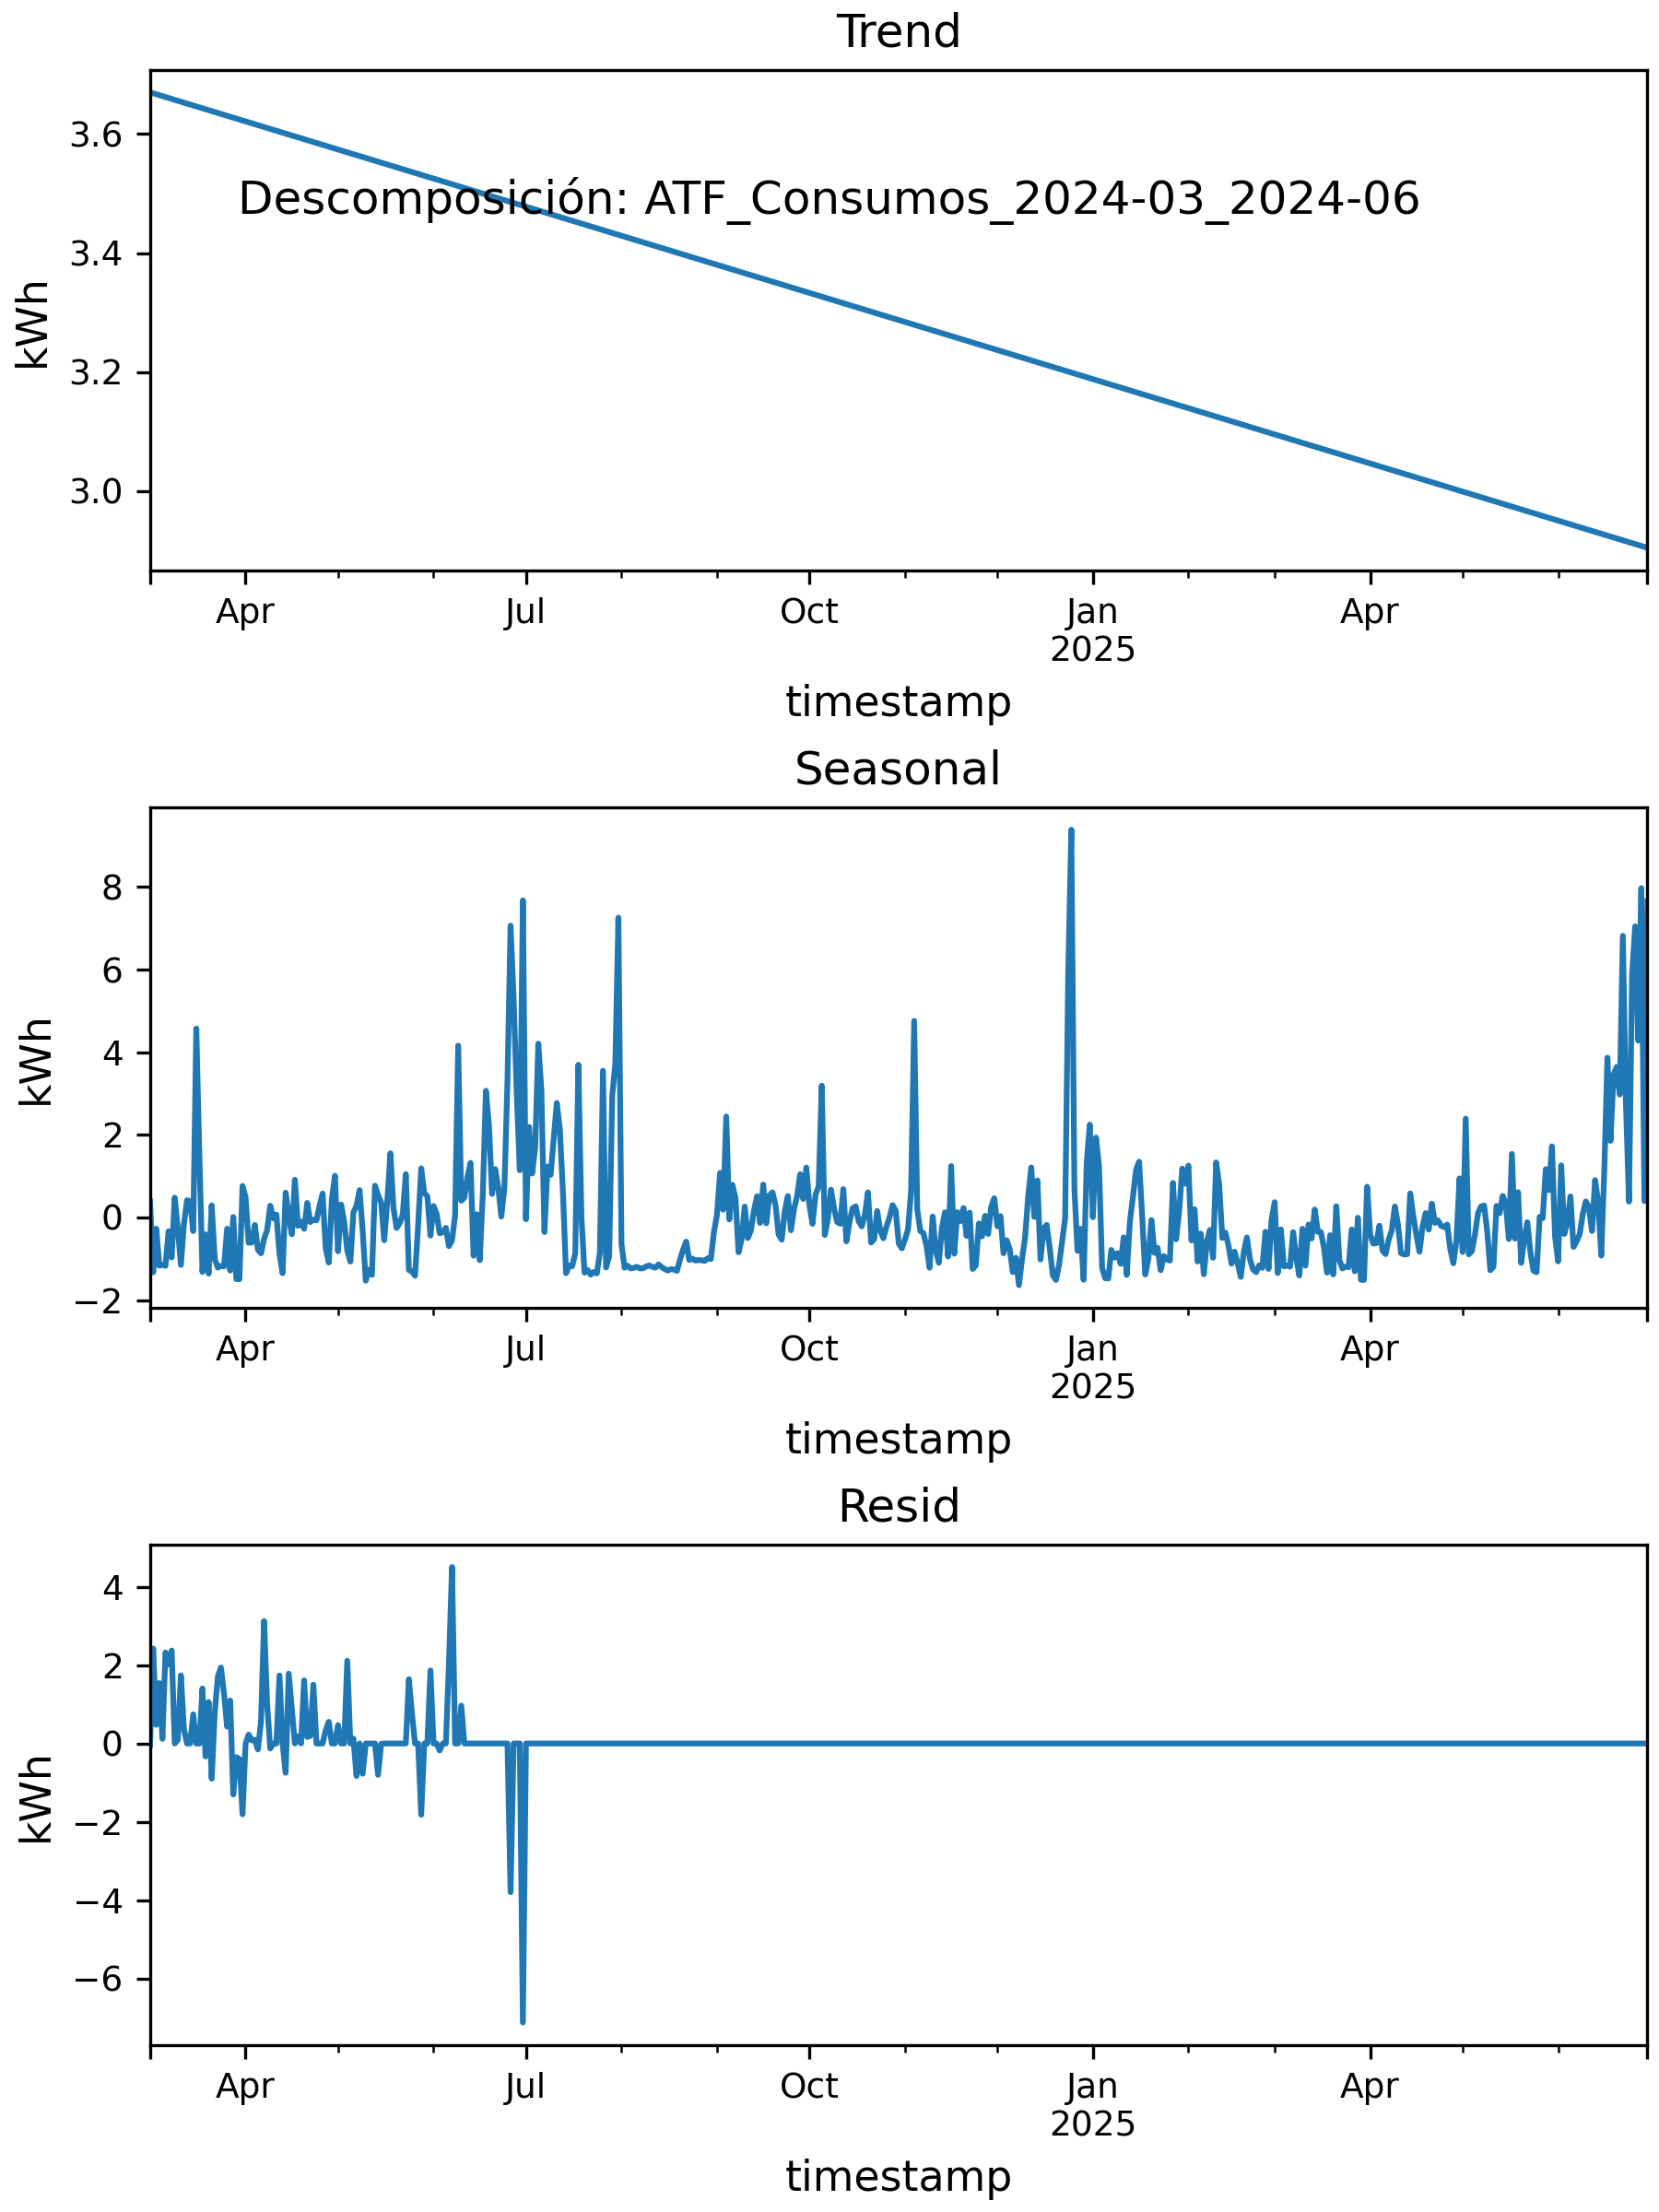 Trend
3.6
Descomposición: ATF_Consumos_2024-03_2024-06
3.4
kWh
3.2
3.0
Apr Jul Oct Jan Apr
2025
timestamp
Seasonal
8
6
4
kWh
2
0
−2
Apr Jul Oct Jan Apr
2025
timestamp
Resid
4
2
0
kWh
−2
−4
−6
Apr Jul Oct Jan Apr
2025
timestamp